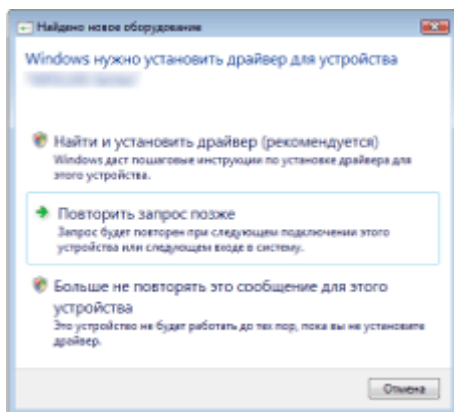 Найдено новое оборудование
Windows нужно установить драйвер для устройства
Найти и установить драйвер (рекомендуется)
Windows даст пошаговые инструкции по установке драйвера для
этого устройства.
Повторить запрос позже
Запрос будет повторен при следующем подключении этого
устройства или следующем входе в систему.
Больше не повторять это сообщение для этого
устройства
Это устройство не будет работать до тех пор, пока вы не установите
драйвер.
Отмена